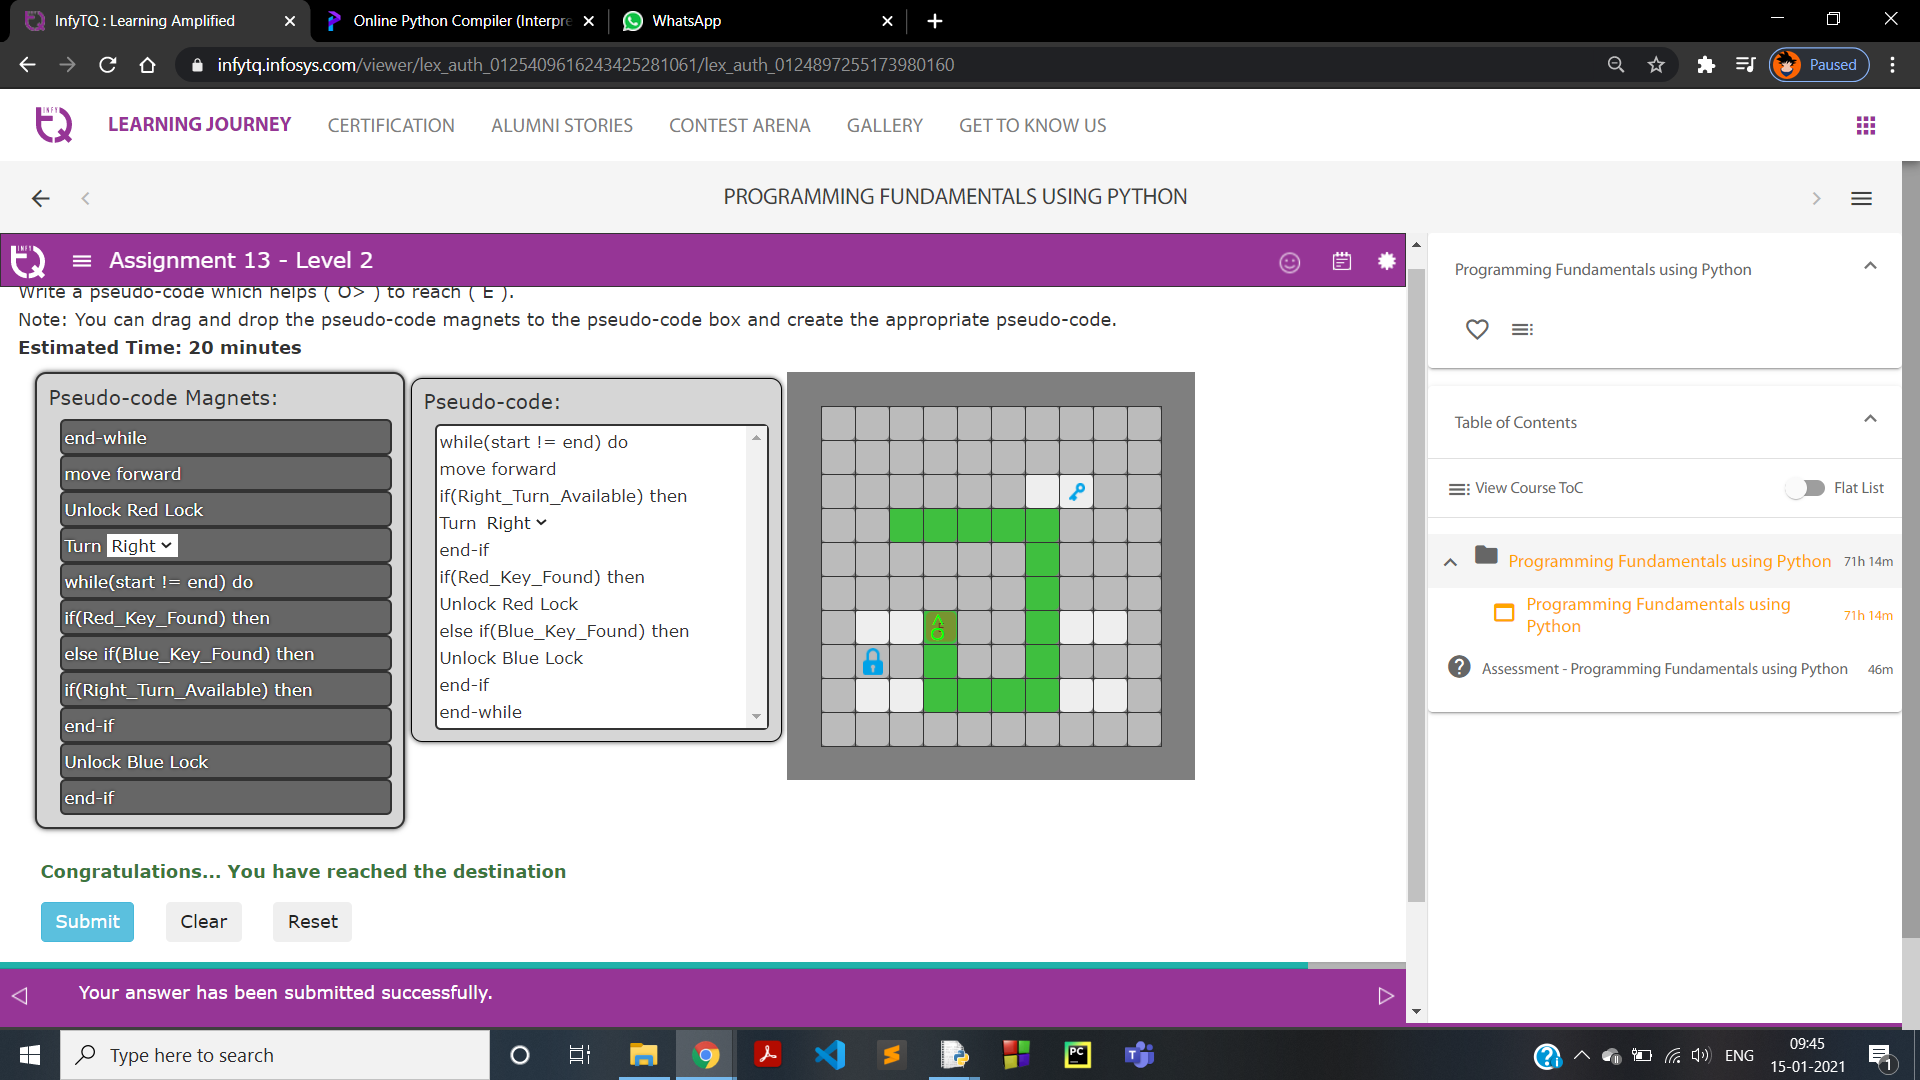 InfyTQ : Learning Amplified
Online Python Compiler (Interpre
WhatsApp
infytq.infosys.com/viewer/lex_auth_0125409616243425281061/lex_auth_0124897255173980160
Paused
INFY TQ
LEARNING JOURNEY
CERTIFICATION
ALUMNI STORIES
CONTEST ARENA
GALLERY
GET TO KNOW US
PROGRAMMING FUNDAMENTALS USING PYTHON
INFY TQ
Assignment 13 - Level 2
Write a pseudo-code which helps ( O> ) to reach ( E ).
Note: You can drag and drop the pseudo-code magnets to the pseudo-code box and create the appropriate pseudo-code.
Estimated Time: 20 minutes
Pseudo-code Magnets:
end-while
move forward
Unlock Red Lock
Turn Right
while(start != end) do
if(Red_Key_Found) then
else if(Blue_Key_Found) then
if(Right_Turn_Available) then
end-if
Unlock Blue Lock
end-if
Pseudo-code:
while(start != end) do
move forward
if(Right_Turn_Available) then
Turn Right
end-if
if(Red_Key_Found) then
Unlock Red Lock
else if(Blue_Key_Found) then
Unlock Blue Lock
end-if
end-while
Congratulations... You have reached the destination
Submit
Clear
Reset
Your answer has been submitted successfully.
Programming Fundamentals using Python
Table of Contents
View Course ToC
Flat List
Programming Fundamentals using Python 71h 14m
Programming Fundamentals using
Python
71h 14m
Assessment - Programming Fundamentals using Python 46m
Type here to search
PC
ENG
09:45
15-01-2021
1